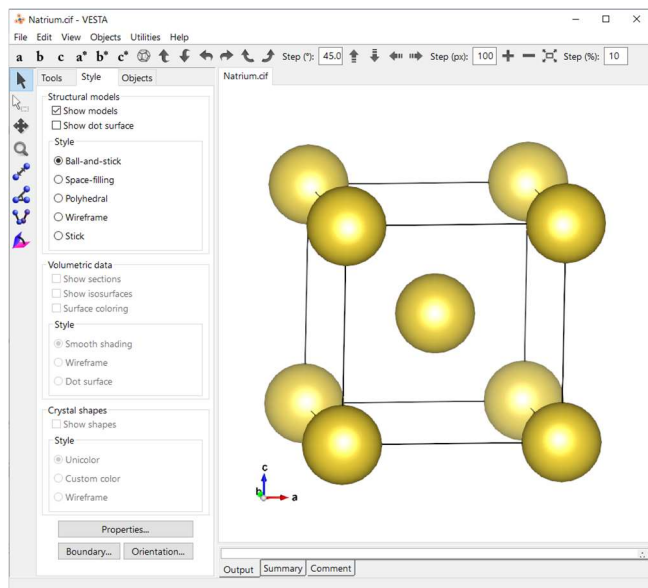 Natrium.cif - VESTA
File Edit View Objects Utilities Help
a b c a* b* c* Step (°): 45.0 Step (px): 100 Step (%): 10
Tools Style Objects
Natrium.cif
Structural models
Show models
Show dot surface
Style
Ball-and-stick
Space-filling
Polyhedral
Wireframe
Stick
Volumetric data
Show sections
Show isosurfaces
Surface coloring
Style
Smooth shading
Wireframe
Dot surface
Crystal shapes
Show shapes
Style
Unicolor
Custom color
Wireframe
Properties...
Boundary... Orientation...
c
b a
Output Summary Comment